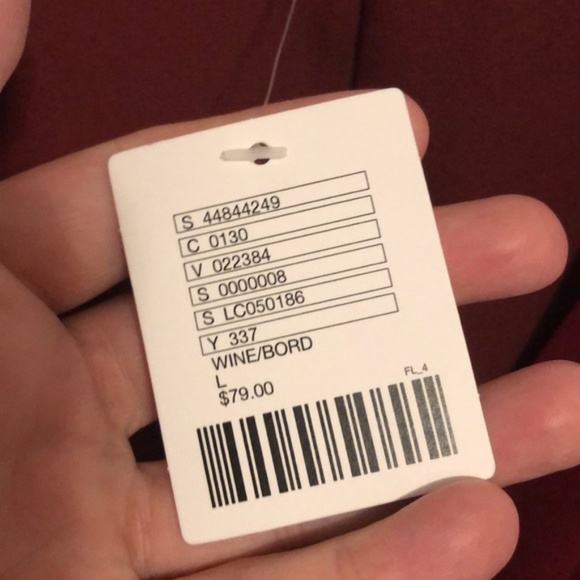 S 44844249
C 0130
V 022384
S 0000008
S LC050186
Y 337
WINE/BORD
L
$79.00
FL_4